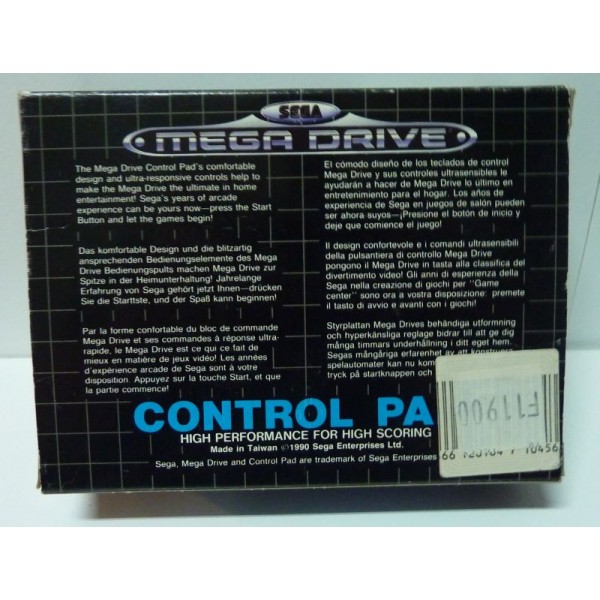 SEGA
MEGA DRIVE
The Mega Drive Control Pad's comfortable
design and ultra-responsive controls help to
make the Mega Drive the ultimate in home
entertainment! Sega's years of arcade
experience can be yours now—press the Start
Button and let the games begin!
Das komfortable Design und die blitzartig
ansprechenden Bedienungselemente des Mega
Drive Bedienungspults machen Mega Drive zur
Spitze in der Heimunterhaltung! Jahrelange
Erfahrung von Sega gehört jetzt Ihnen—drücken
Sie die Starttste, und der Spaß kann beginnen!
Par la forme confortable du bloc de commande
Mega Drive et ses commandes à réponse ultra-
rapide, le Mega Drive est ce qui ce fait de
mieux en matière de jeux vidéo! Les années
d'expérience arcade de Sega sont à votre
disposition. Appuyez sur la touche Start, et que
la partie commence!
El cómodo diseño de los teclados de control
Mega Drive y sus controles ultrasensibles le
ayudarán a hacer de Mega Drive lo último en
entretenimiento para el hogar. Los años de
experiencia de Sega en juegos de salón pueden
ser ahora suyos—¡Presione el botón de inicio y
deje que comience el juego!
Il design confortevole e i comandi ultrasensibili
della pulsantiera di controllo Mega Drive
pongono il Mega Drive in tasta alla classifica del
divertimento video! Gli anni di esperienza della
Sega nella creazione di giochi per "Game
center" sono ora a vostra disposizione: premete
il tasto di avvio e avanti con i giochi!
Styrplattan Mega Drives behändiga utformning
och hyperkänsliga reglage bidrar till att ge dig
mång timmars underhållning i ditt eget hem.
Segas mångårga erfarenhet av att konstruera
spelautomater kan nu kom
tryck på startknappen och
CONTROL PA
HIGH PERFORMANCE FOR HIGH SCORING
Made in Taiwan ©1990 Sega Enterprises Ltd.
Sega, Mega Drive and Control Pad are trademark of Sega Enterprises
F11900